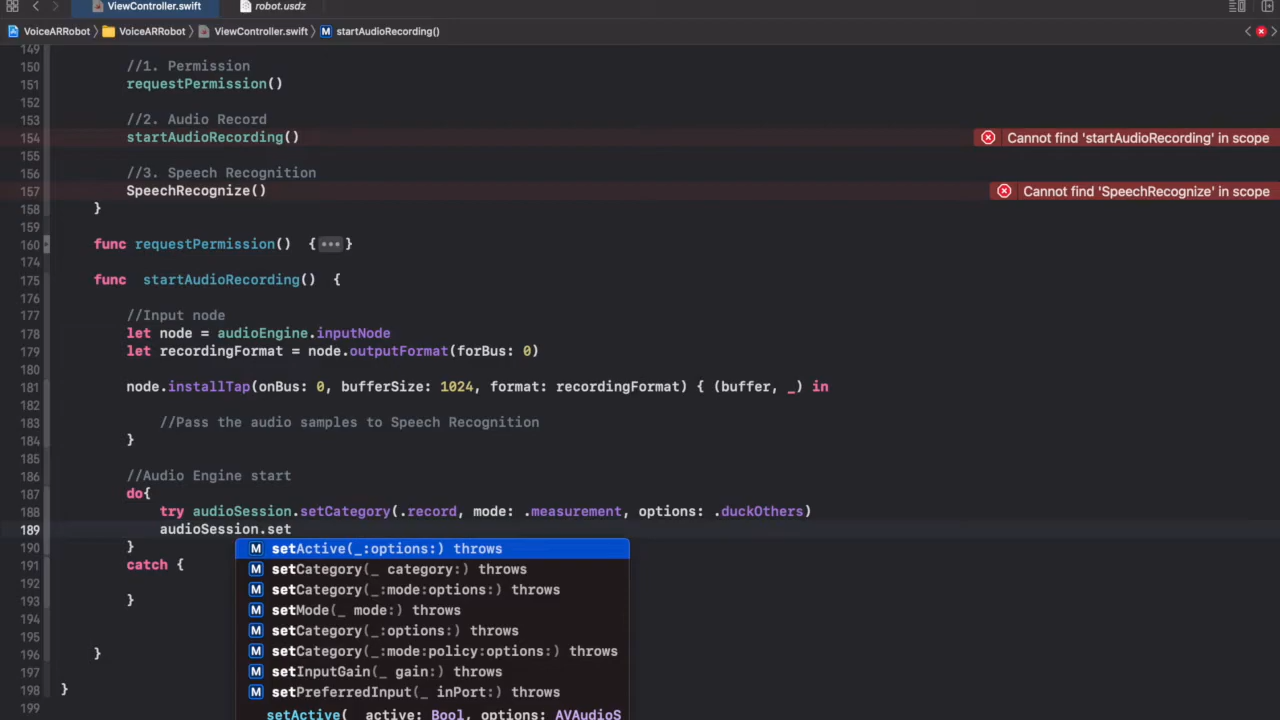 ViewController.swift
robot.usdz
VoiceARRobot 〉 VoiceARRobot 〉 ViewController.swift 〉 M startAudioRecording()
149
150 //1. Permission
151 requestPermission()
152
153 //2. Audio Record
154 startAudioRecording() Cannot find 'startAudioRecording' in scope
155
156 //3. Speech Recognition
157 SpeechRecognize() Cannot find 'SpeechRecognize' in scope
158 }
159
160 func requestPermission() {•••}
174
175 func startAudioRecording() {
176
177 //Input node
178 let node = audioEngine.inputNode
179 let recordingFormat = node.outputFormat(forBus: 0)
180
181 node.installTap(onBus: 0, bufferSize: 1024, format: recordingFormat) { (buffer, _) in
182
183 //Pass the audio samples to Speech Recognition
184 }
185
186 //Audio Engine start
187 do{
188 try audioSession.setCategory(.record, mode: .measurement, options: .duckOthers)
189 audioSession.set
190 }
M setActive(_:options:) throws
191 catch {
M setCategory(_ category:) throws
192
M setCategory(_:mode:options:) throws
193 }
M setMode(_ mode:) throws
194
M setCategory(_:options:) throws
195
196 }
M setCategory(_:mode:policy:options:) throws
197
M setInputGain(_ gain:) throws
198 }
M setPreferredInput(_ inPort:) throws
199
setActive(_ active: Bool, options: AVAudioS